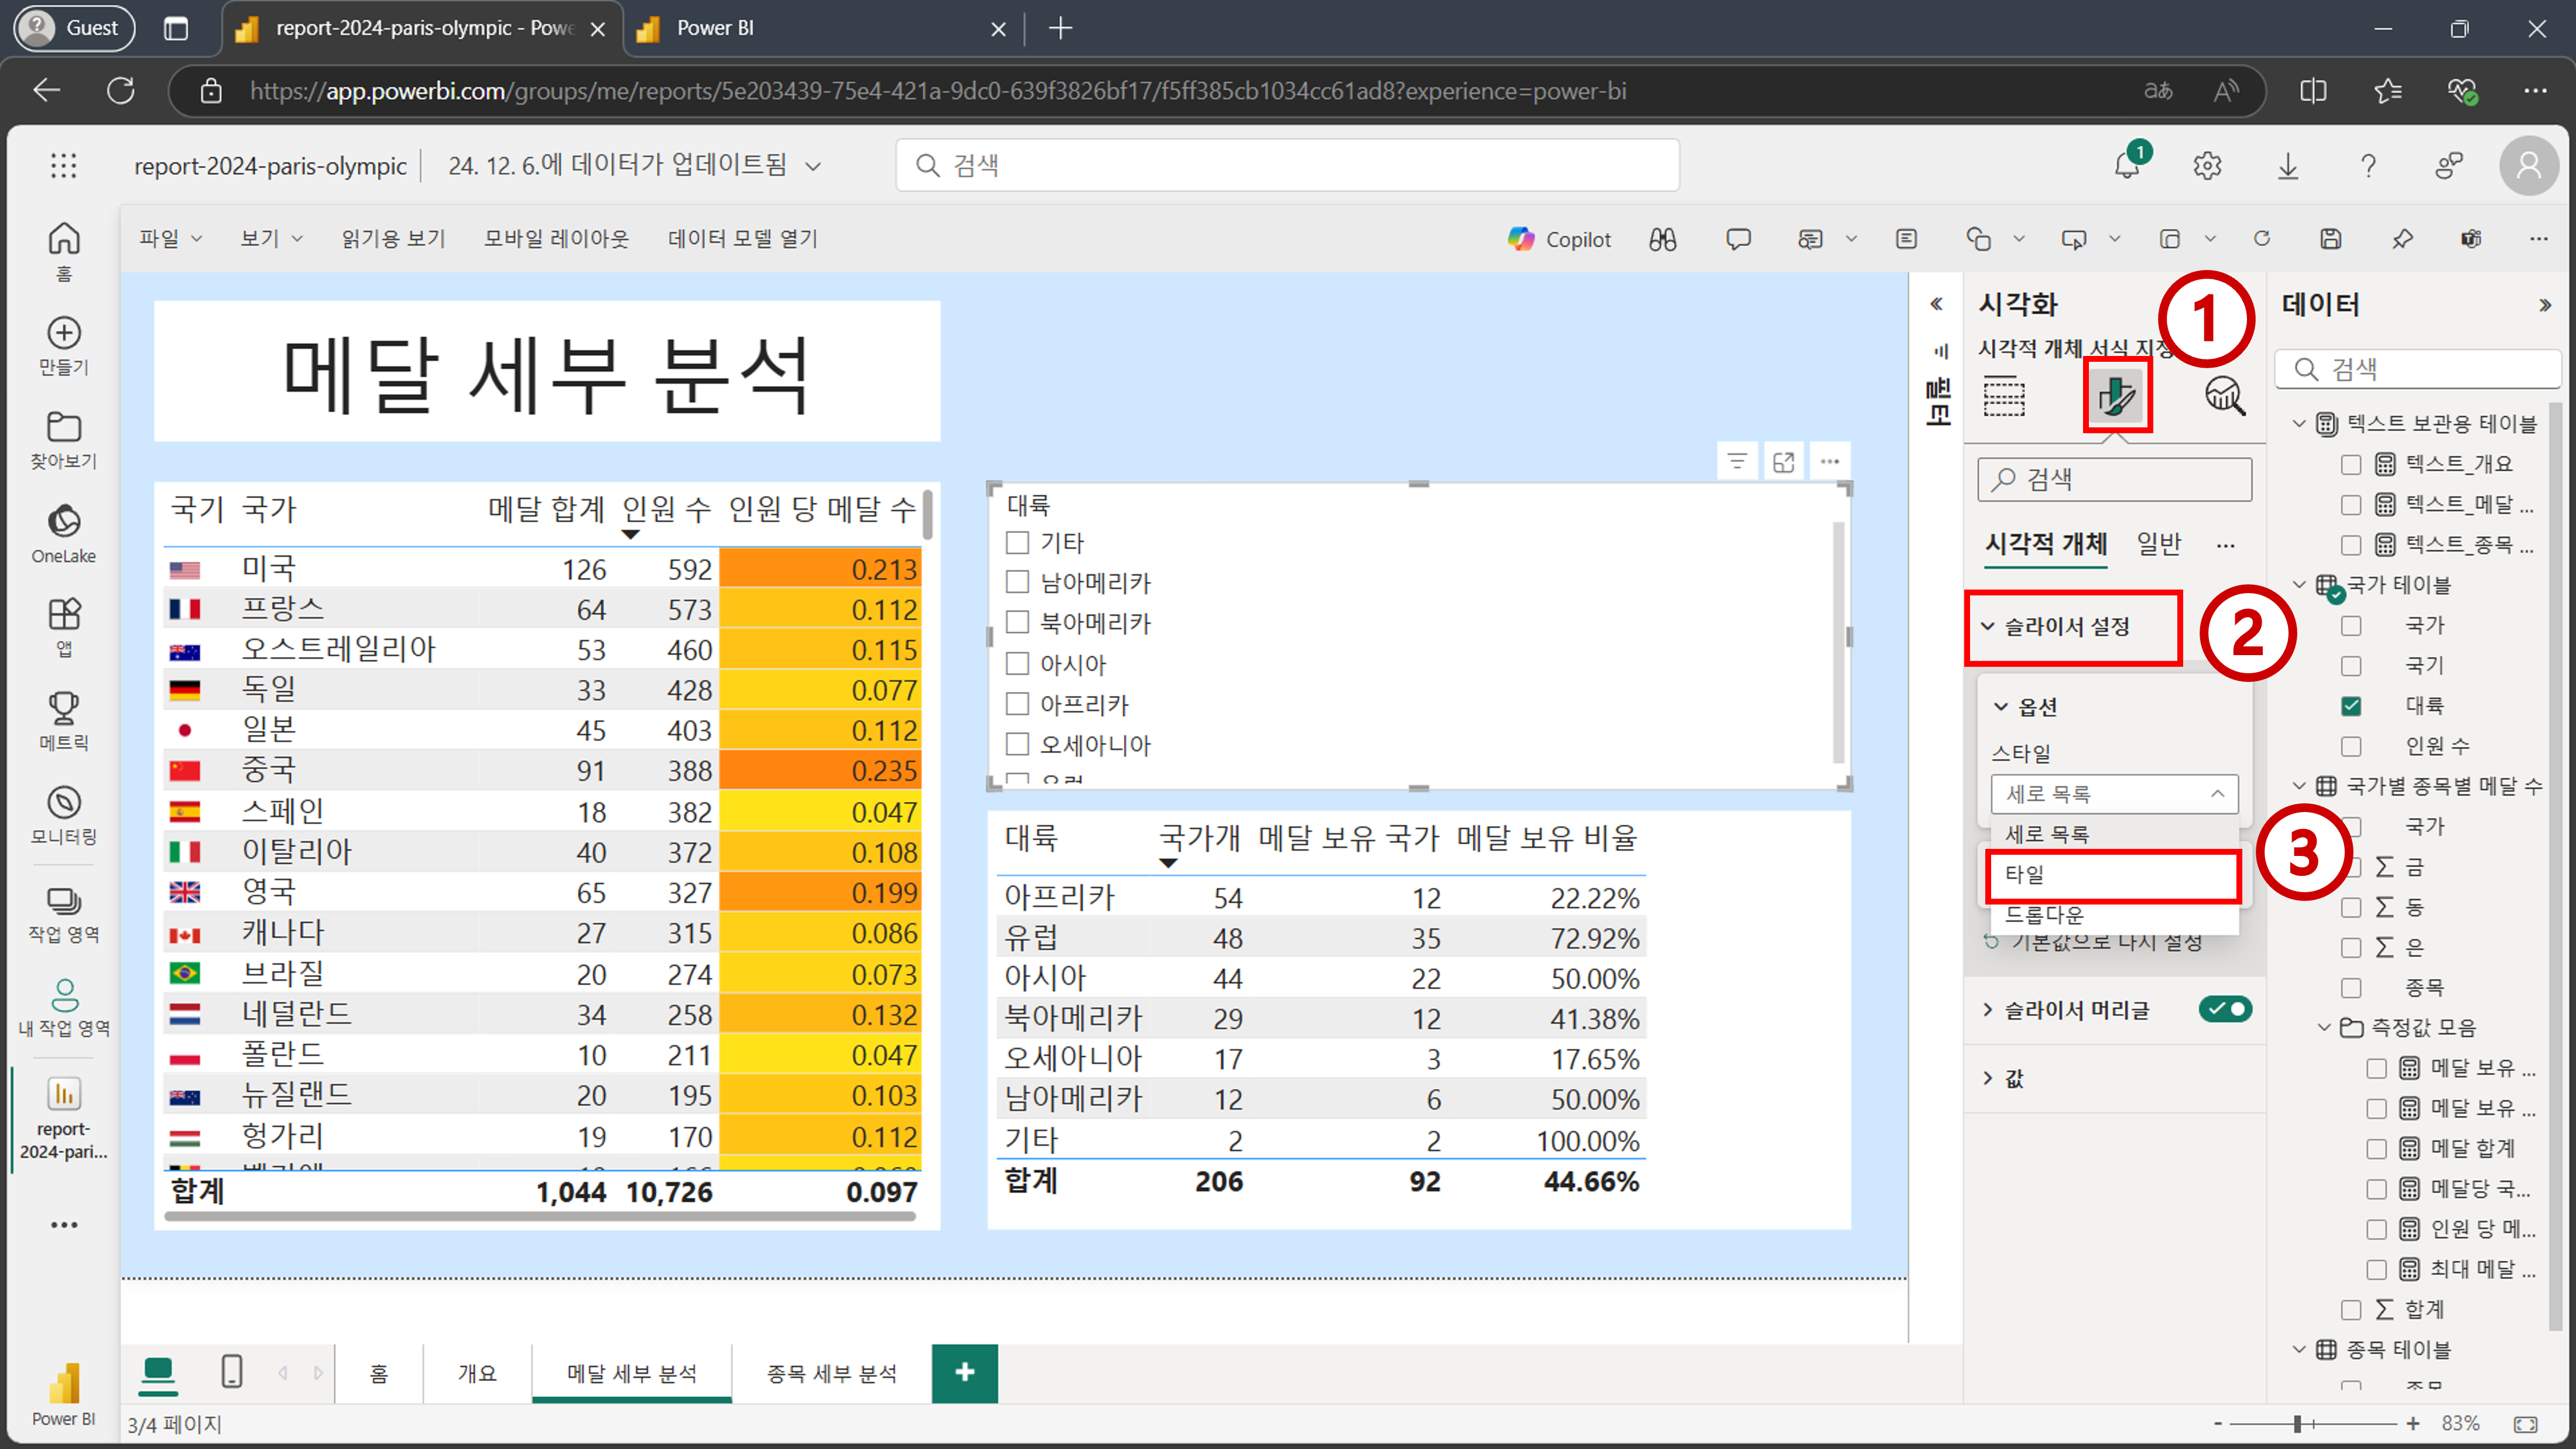 Guest
report-2024-paris-olympic - Powe
Power BI
https://app.powerbi.com/groups/me/reports/5e203439-75e4-421a-9dc0-639f3826bf17/f5ff385cb1034cc61ad8?experience=power-bi
report-2024-paris-olympic
24. 12. 6.에 데이터가 업데이트됨
검색
1
파일
보기
읽기용 보기
모바일 레이아웃
데이터 모델 열기
Copilot
홈
만들기
찾아보기
OneLake
앱
메트릭
모니터링
작업 영역
내 작업 영역
report-
2024-pari...
Power BI
메달 세부 분석
국기 국가 메달 합계 인원 수 인원 당 메달 수
미국 126 592 0.213
프랑스 64 573 0.112
오스트레일리아 53 460 0.115
독일 33 428 0.077
일본 45 403 0.112
중국 91 388 0.235
스페인 18 382 0.047
이탈리아 40 372 0.108
영국 65 327 0.199
캐나다 27 315 0.086
브라질 20 274 0.073
네덜란드 34 258 0.132
폴란드 10 211 0.047
뉴질랜드 20 195 0.103
헝가리 19 170 0.112
합계 1,044 10,726 0.097
대륙
기타
남아메리카
북아메리카
아시아
아프리카
오세아니아
유럽
대륙 국가개 메달 보유 국가 메달 보유 비율
아프리카 54 12 22.22%
유럽 48 35 72.92%
아시아 44 22 50.00%
북아메리카 29 12 41.38%
오세아니아 17 3 17.65%
남아메리카 12 6 50.00%
기타 2 2 100.00%
합계 206 92 44.66%
필터
시각화
시각적 개체 서식 지정
1
검색
시각적 개체
일반
...
슬라이서 설정
2
옵션
스타일
세로 목록
세로 목록
타일
3
드롭다운
기본값으로 다시 설정
슬라이서 머리글
값
데이터
검색
텍스트 보관용 테이블
텍스트_개요
텍스트_메달 ...
텍스트_종목 ...
국가 테이블
국가
국기
대륙
인원 수
국가별 종목별 메달 수
국가
금
동
은
종목
측정값 모음
메달 보유 ...
메달 보유 ...
메달 합계
메달당 국...
인원 당 메...
최대 메달 ...
합계
종목 테이블
종목
홈
개요
메달 세부 분석
종목 세부 분석
3/4 페이지
83%